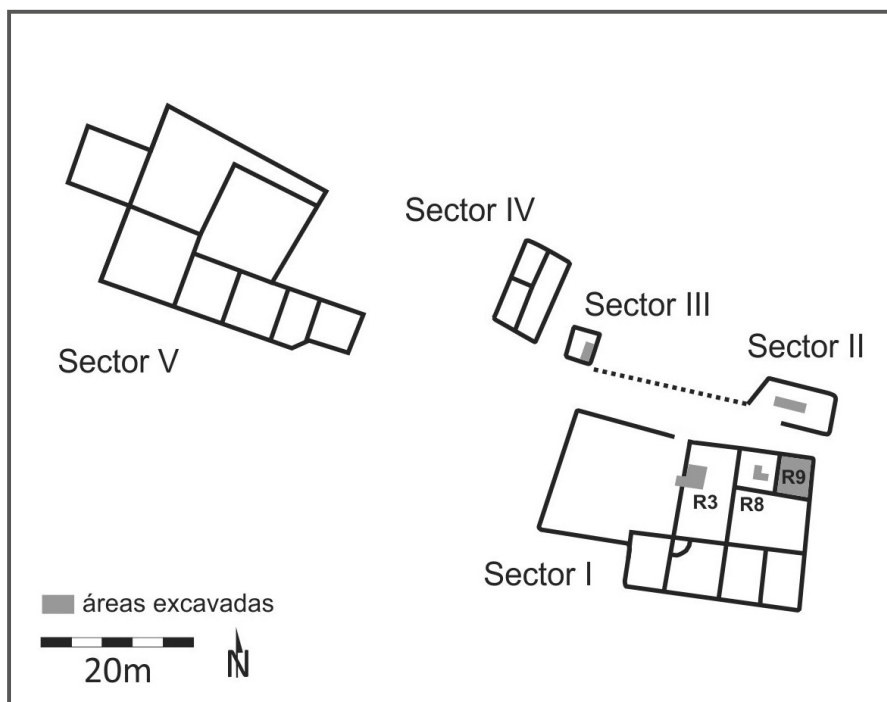 Sector IV
Sector III
Sector II
Sector V
R9
R3
R8
Sector I
áreas excavadas
20m
N